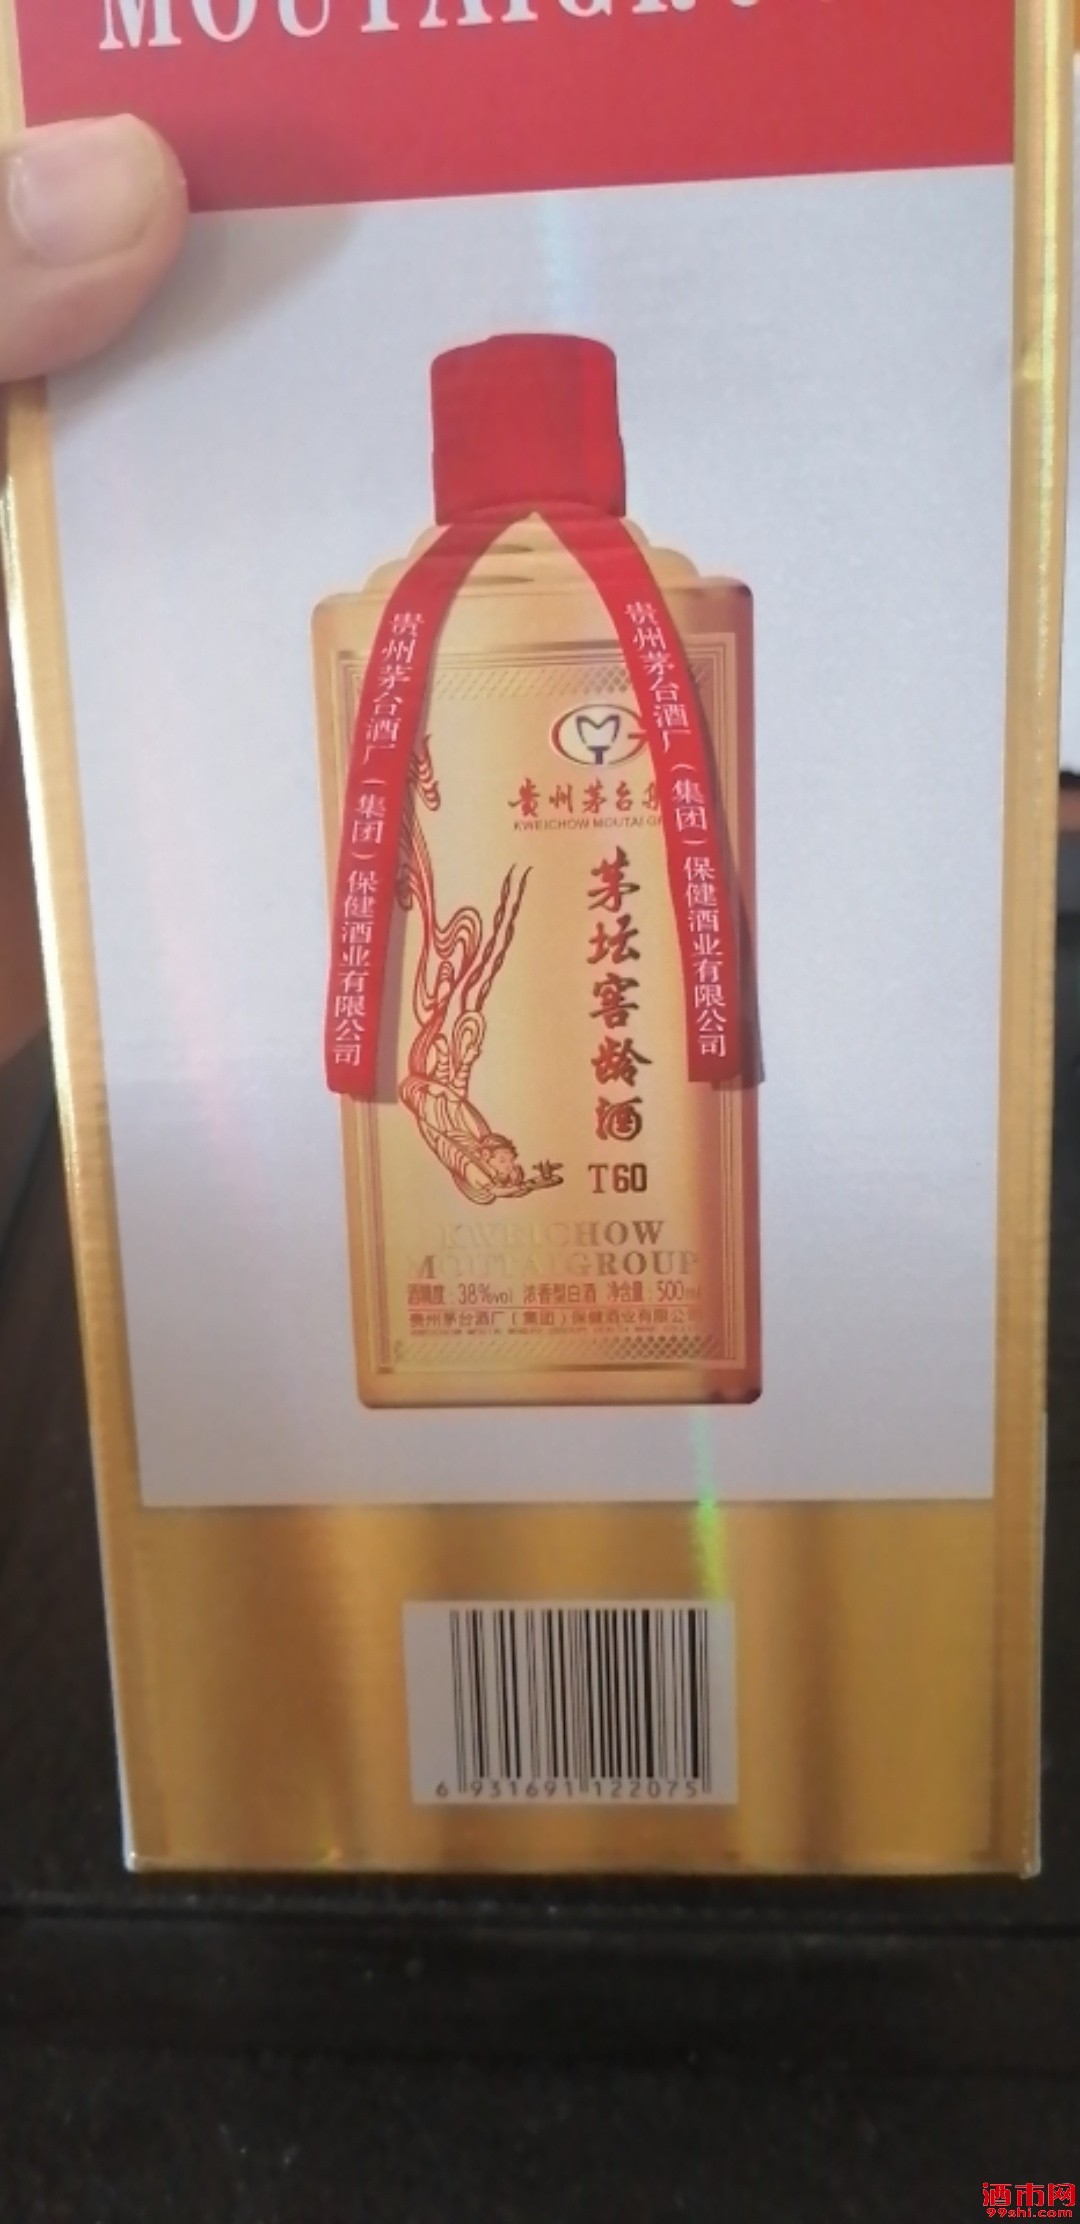 MOUTAIGROU
贵州茅台酒厂（集团）保健酒业有限公司
贵州茅台酒厂（集团）保健酒业有限公司
贵州茅台集
KWEICHOW MOUTAI GR
茅坛窖龄酒
T60
KWEICHOW
MOUTAIGROUP
酒精度：38%vol 浓香型白酒 净含量：500ml
贵州茅台酒厂（集团）保健酒业有限公司
6 931691 122075
酒市网
99shi.com